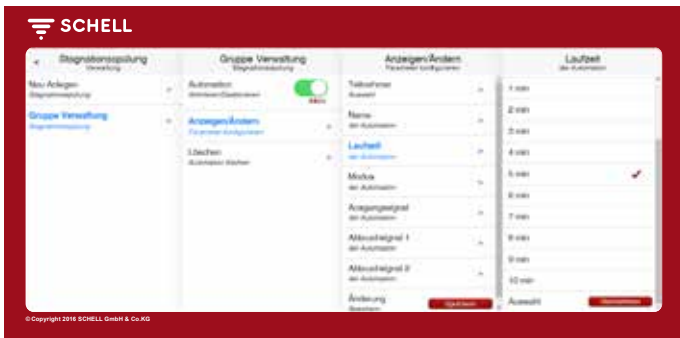 SCHELL
Stagnationsspülung
Verwaltung
Neu Anlegen
Stagnationsspülung
Gruppe Verwaltung
Stagnationsspülung
Gruppe Verwaltung
Stagnationsspülung
Automation
Aktivieren/Deaktivieren
Anzeigen/Ändern
Parameter konfigurieren
Löschen
Automation löschen
Anzeigen/Ändern
Parameter konfigurieren
Teilnehmer
Auswahl
Name
der Automation
Laufzeit
der Automation
Modus
der Automation
Ausgangssignal
der Automation
Abbruchsignal 1
der Automation
Abbruchsignal 2
der Automation
Änderung
Speichern
Speichern
Laufzeit
der Automation
1 min
2 min
3 min
4 min
5 min
6 min
7 min
8 min
9 min
10 min
Auswahl
Übernehmen
© Copyright 2016 SCHELL GmbH & Co.KG